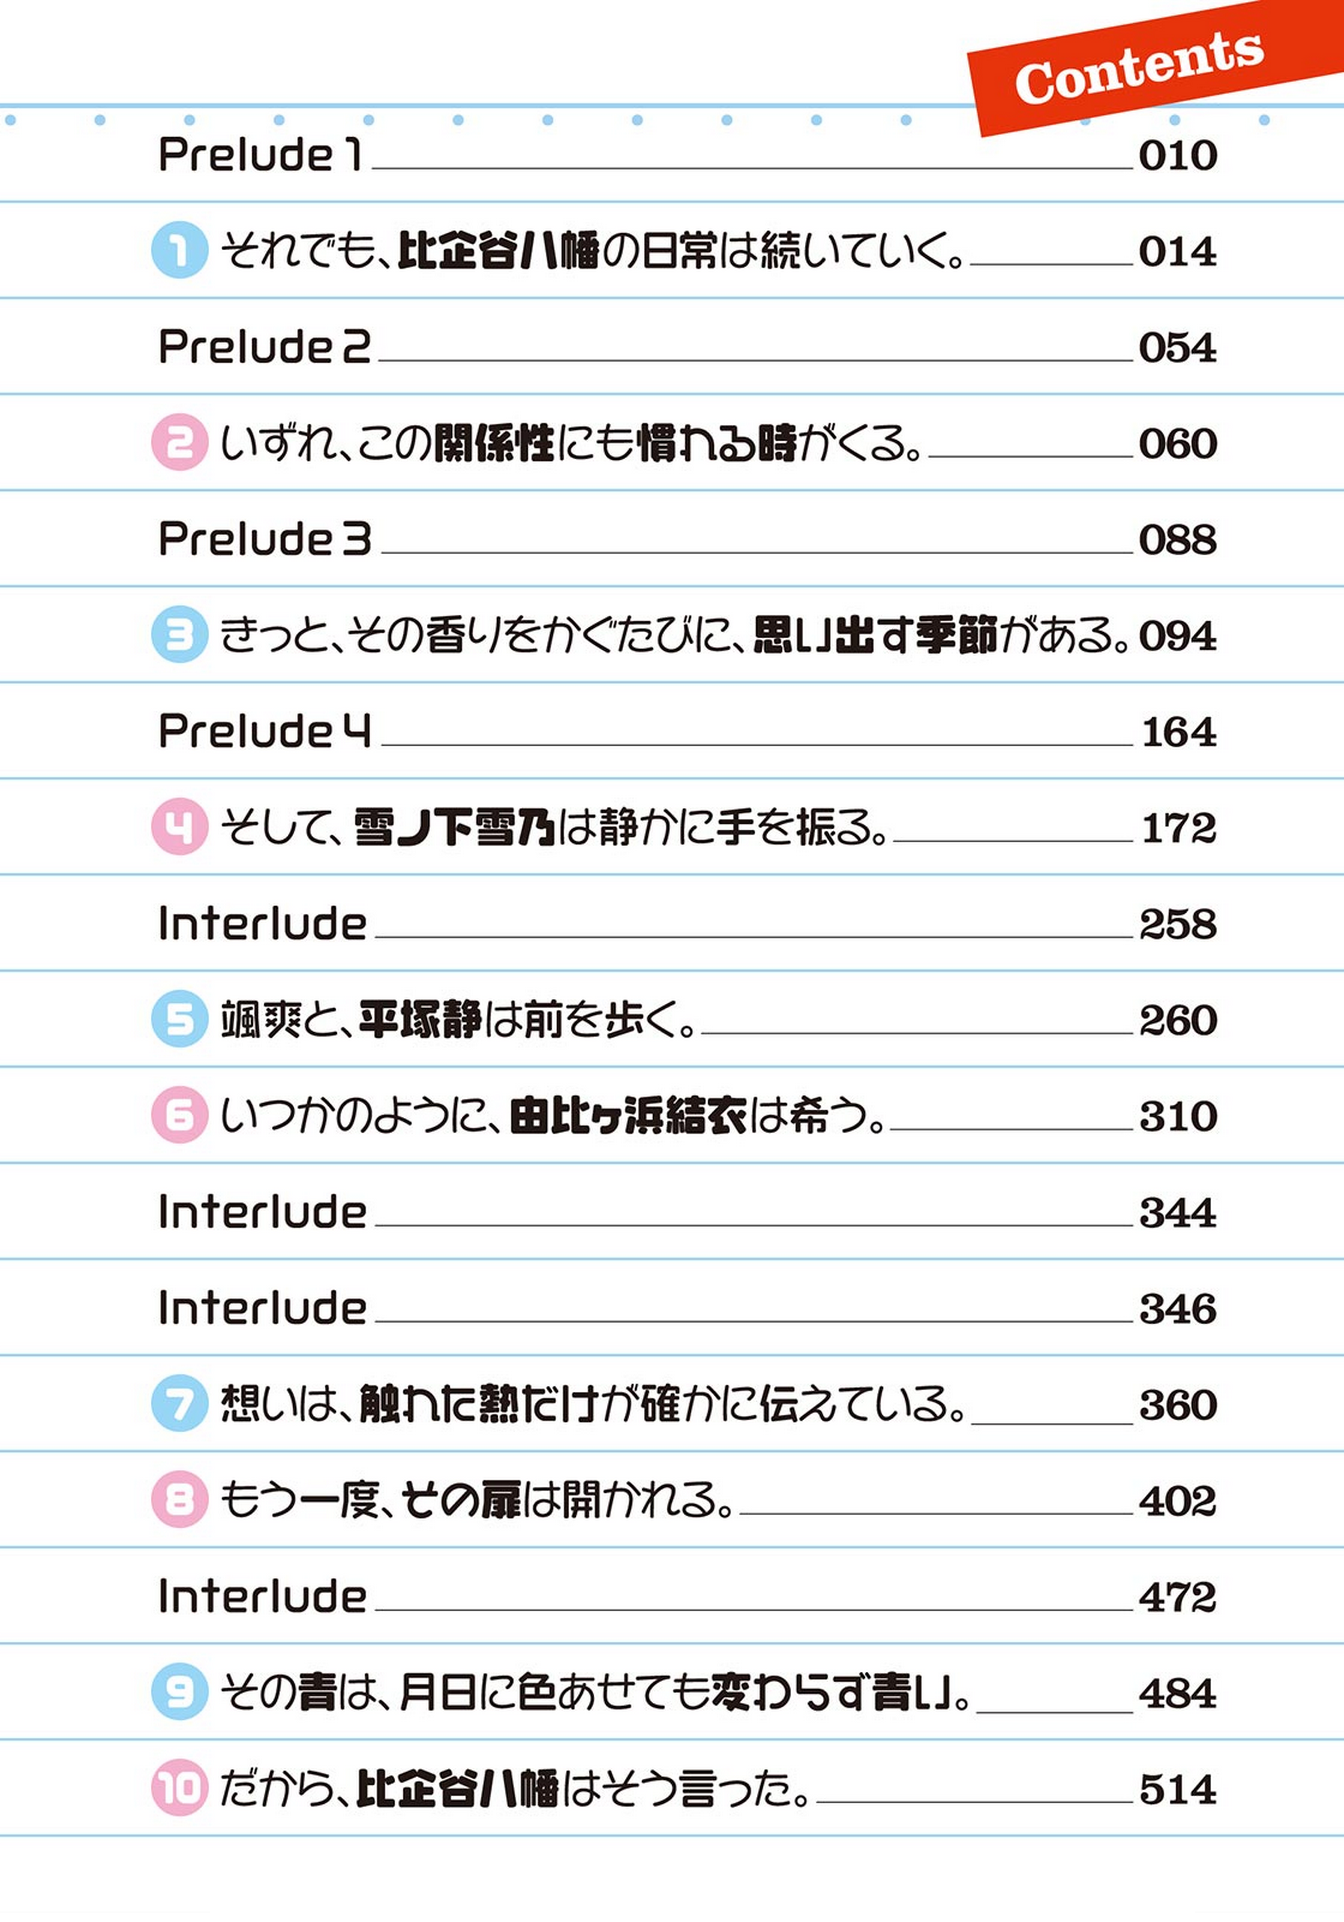 Contents
Prelude 1 010
1 それでも、比企谷八幡の日常は続いていく。 014
Prelude 2 054
2 いずれ、この関係性にも慣れる時がくる。 060
Prelude 3 088
3 きっと、その香りをかぐたびに、思い出す季節がある。 094
Prelude 4 164
4 そして、雪ノ下雪乃は静かに手を振る。 172
Interlude 258
5 颯爽と、平塚静は前を歩く。 260
6 いつかのように、由比ヶ浜結衣は希う。 310
Interlude 344
Interlude 346
7 想いは、触れた熱だけが確かに伝えている。 360
8 もう一度、その扉は開かれる。 402
Interlude 472
9 その青は、月日に色あせても変わらず青い。 484
10 だから、比企谷八幡はそう言った。 514